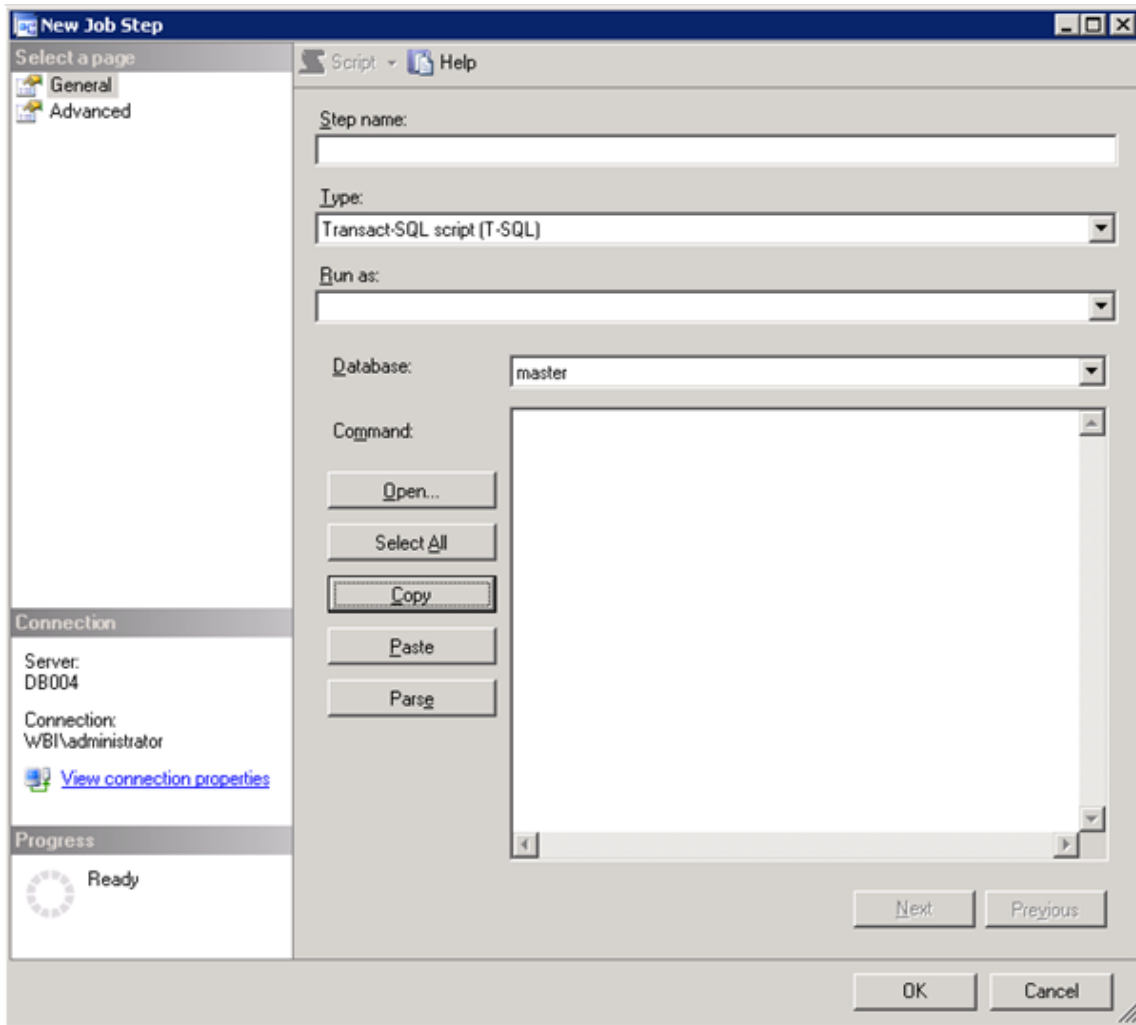 New Job Step
Select a page
General
Advanced
Script
Help
Step name:
Type:
Transact-SQL script (T-SQL)
Run as:
Database:
master
Command:
Open...
Select All
Copy
Paste
Parse
Connection
Server:
DB004
Connection:
WBI\administrator
View connection properties
Progress
Ready
Next
Previous
OK
Cancel